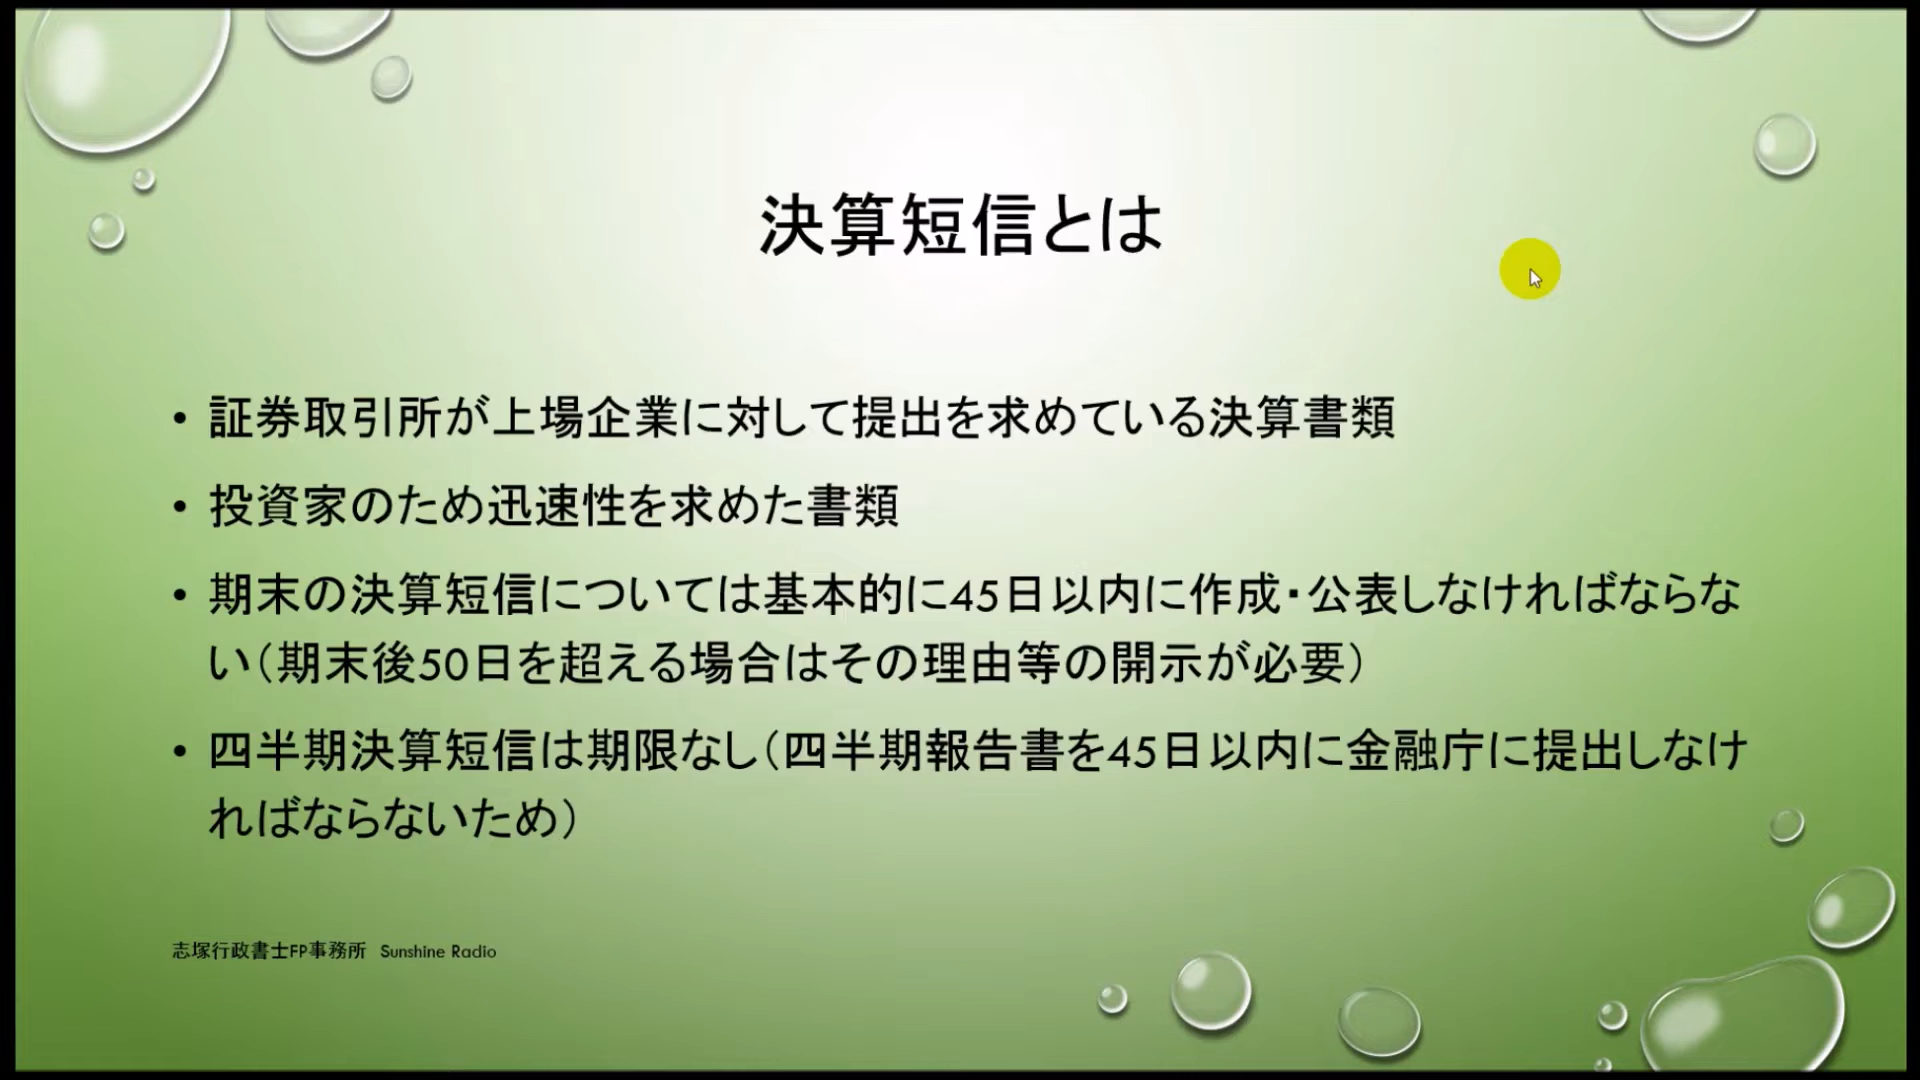 決算短信とは
• 証券取引所が上場企業に対して提出を求めている決算書類
• 投資家のため迅速性を求めた書類
• 期末の決算短信については基本的に45日以内に作成・公表しなければならな
い（期末後50日を超える場合はその理由等の開示が必要）
• 四半期決算短信は期限なし（四半期報告書を45日以内に金融庁に提出しなけ
ればならないため）
志塚行政書士FP事務所 Sunshine Radio